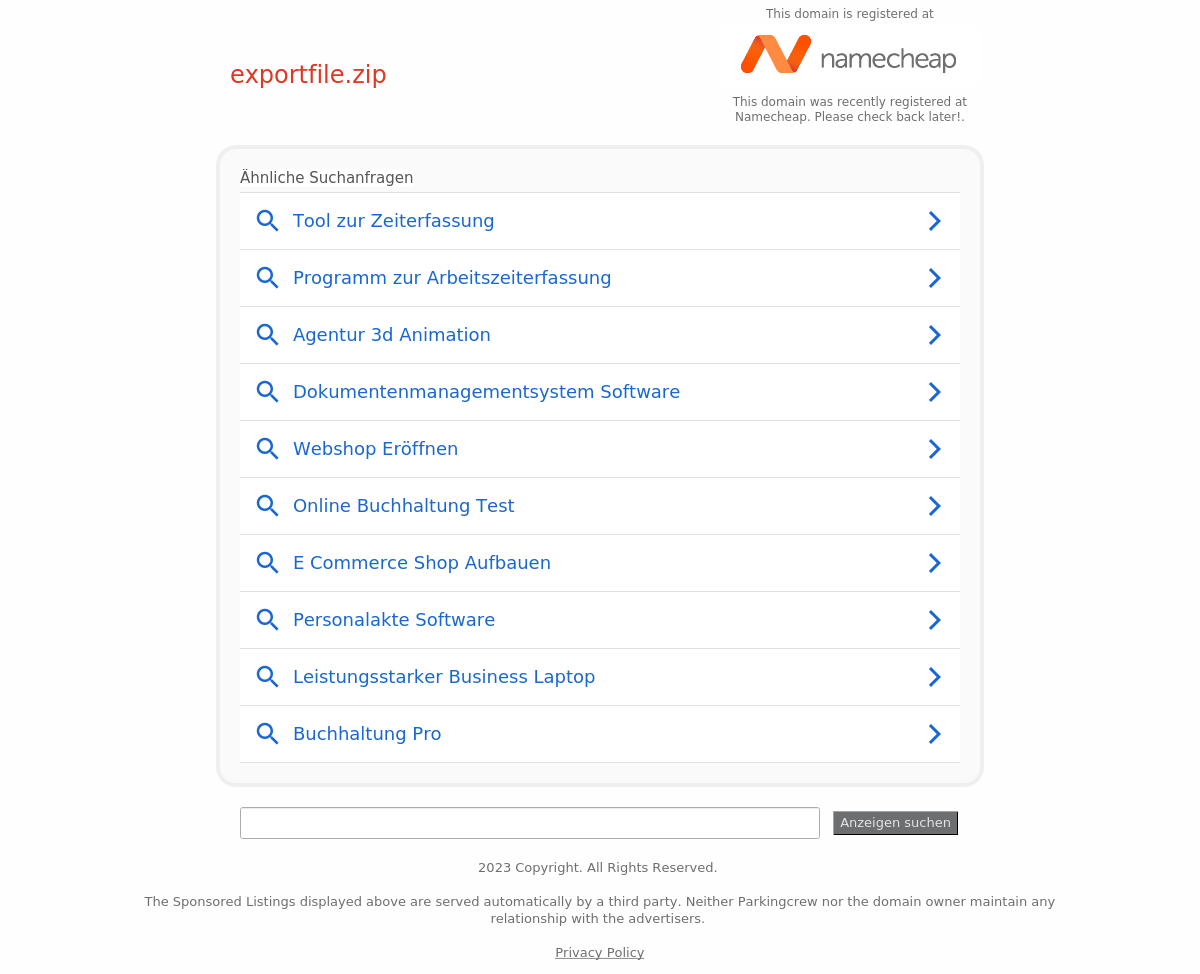 This domain is registered at
namecheap
exportfile.zip
This domain was recently registered at
Namecheap. Please check back later!.
Ähnliche Suchanfragen
Tool zur Zeiterfassung
Programm zur Arbeitszeiterfassung
Agentur 3d Animation
Dokumentenmanagementsystem Software
Webshop Eröffnen
Online Buchhaltung Test
E Commerce Shop Aufbauen
Personalakte Software
Leistungsstarker Business Laptop
Buchhaltung Pro
Anzeigen suchen
2023 Copyright. All Rights Reserved.
The Sponsored Listings displayed above are served automatically by a third party. Neither Parkingcrew nor the domain owner maintain any
relationship with the advertisers.
Privacy Policy